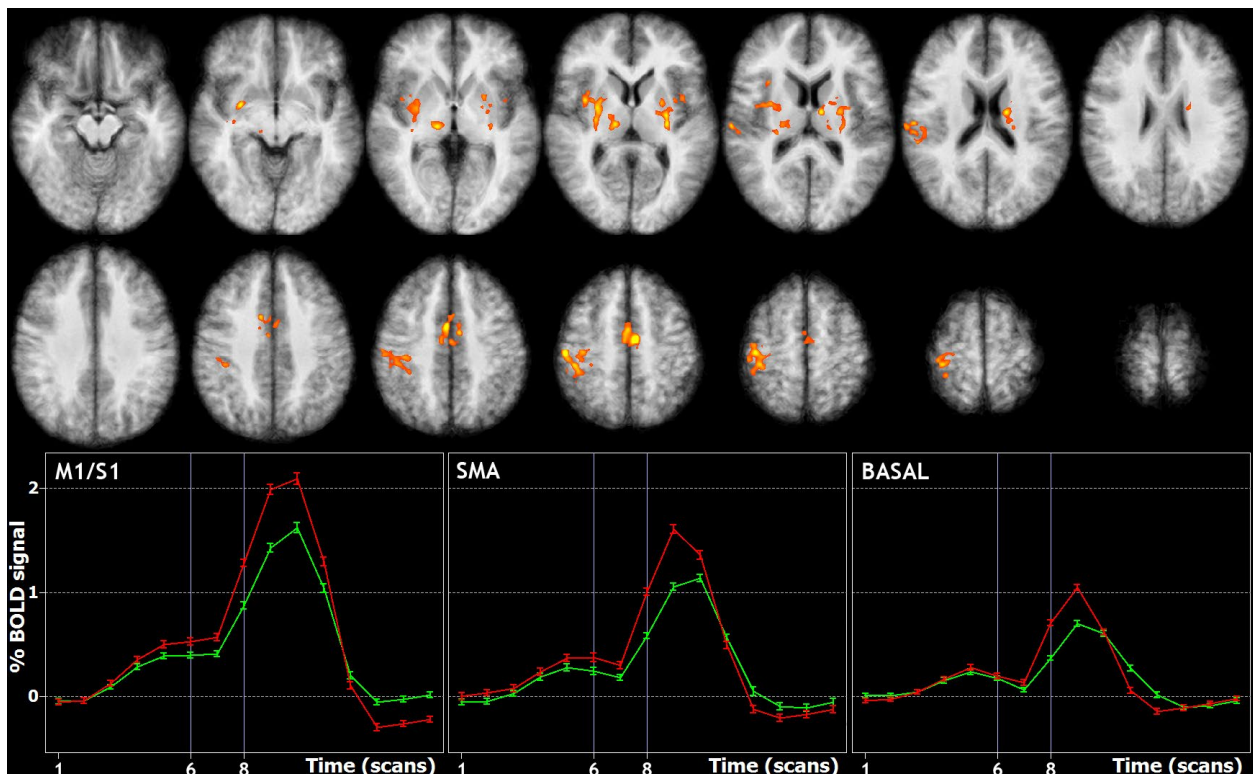 M1/S1 SMA BASAL
2
1
0
% BOLD signal
1 6 8 Time (scans) 1 6 8 Time (scans) 1 6 8 Time (scans)